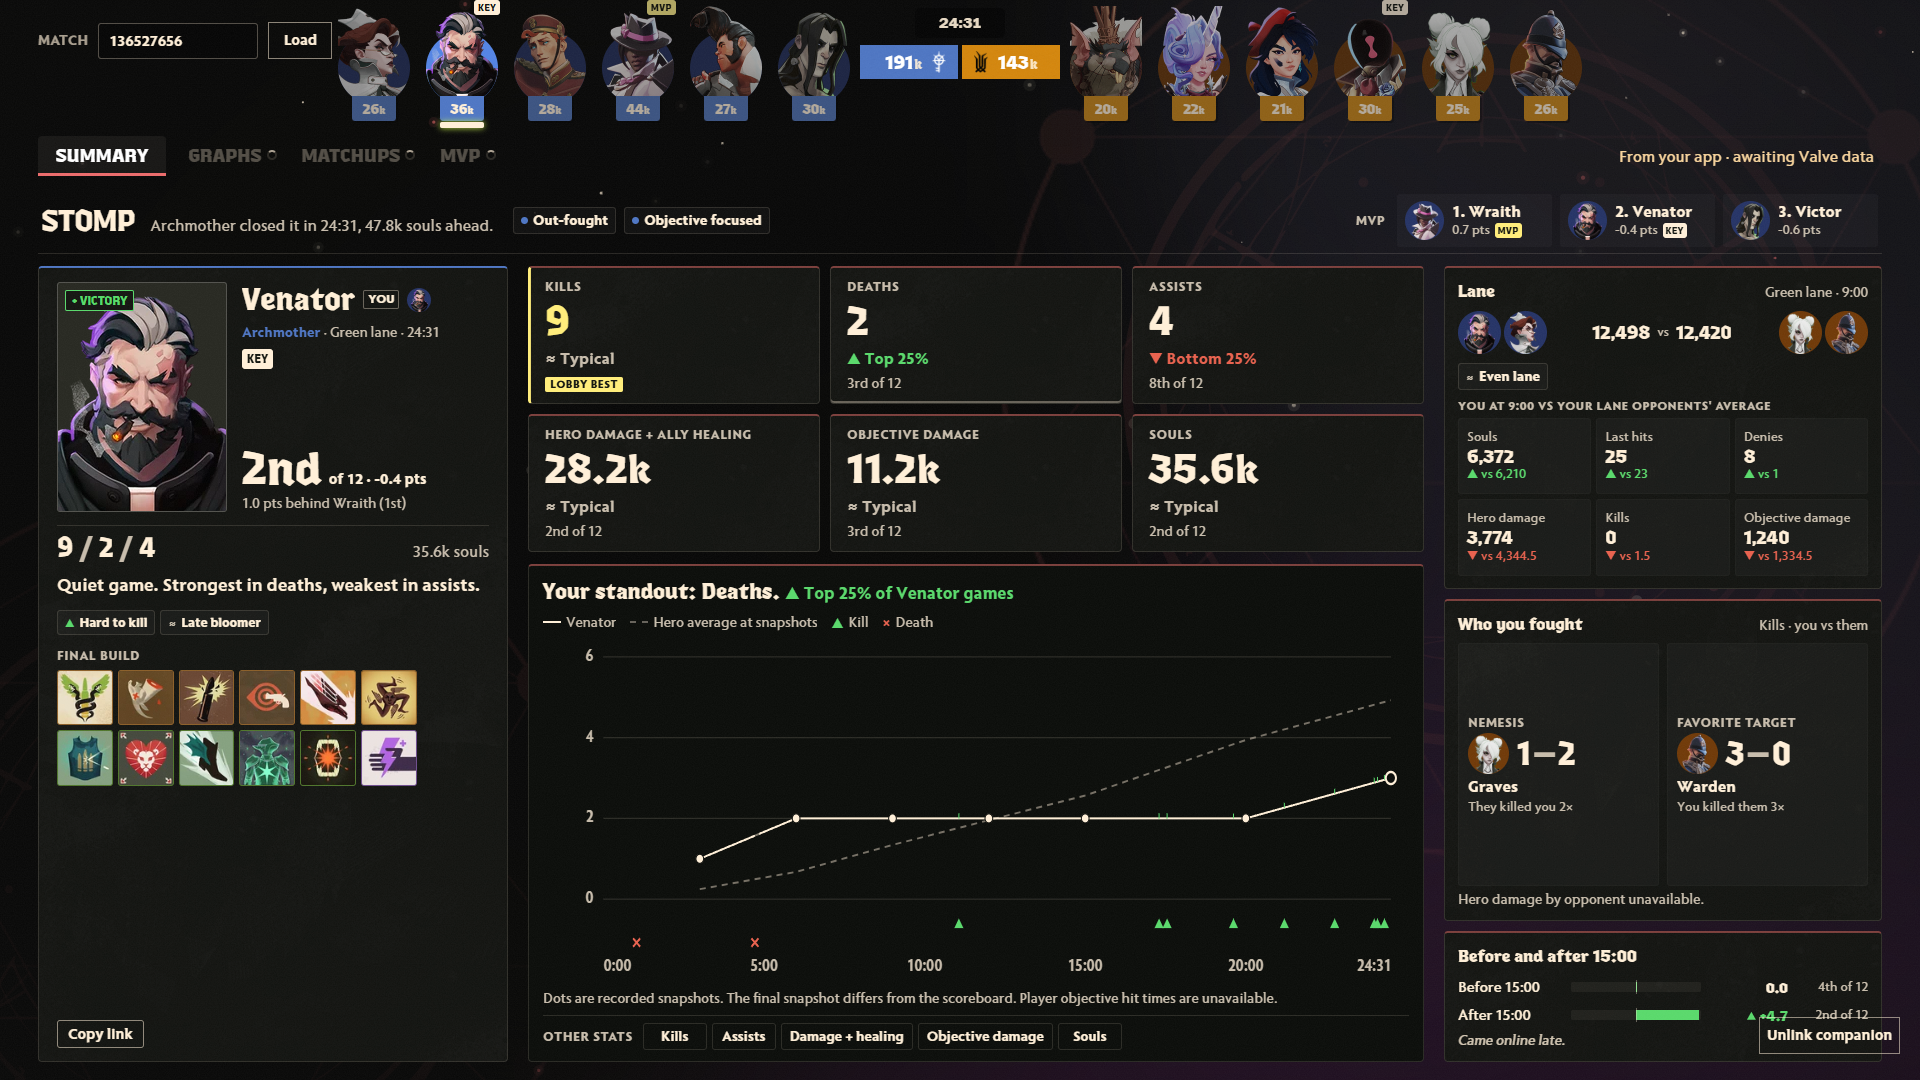 MATCH 136527656 Load
KEY MVP KEY
26k 36k 28k 44k 27k 30k
24:31
191k 143k
20k 22k 21k 30k 25k 26k
SUMMARY GRAPHS MATCHUPS MVP
From your app · awaiting Valve data
STOMP Archmother closed it in 24:31, 47.8k souls ahead.
Out-fought Objective focused
MVP
1. Wraith
0.7 pts MVP
2. Venator
-0.4 pts KEY
3. Victor
-0.6 pts
VICTORY
Venator YOU
Archmother · Green lane · 24:31
KEY
2nd of 12 · -0.4 pts
1.0 pts behind Wraith (1st)
9 / 2 / 4 35.6k souls
Quiet game. Strongest in deaths, weakest in assists.
▲ Hard to kill ≈ Late bloomer
FINAL BUILD
Copy link
KILLS
9
≈ Typical
LOBBY BEST
DEATHS
2
▲ Top 25%
3rd of 12
ASSISTS
4
▼ Bottom 25%
8th of 12
HERO DAMAGE + ALLY HEALING
28.2k
≈ Typical
2nd of 12
OBJECTIVE DAMAGE
11.2k
≈ Typical
3rd of 12
SOULS
35.6k
≈ Typical
2nd of 12
Your standout: Deaths. ▲ Top 25% of Venator games
Venator Hero average at snapshots ▲ Kill × Death
6
4
2
0
0:00 5:00 10:00 15:00 20:00 24:31
Dots are recorded snapshots. The final snapshot differs from the scoreboard. Player objective hit times are unavailable.
OTHER STATS Kills Assists Damage + healing Objective damage Souls
Lane Green lane · 9:00
12,498 vs 12,420
≈ Even lane
YOU AT 9:00 VS YOUR LANE OPPONENTS' AVERAGE
Souls
6,372
▲ vs 6,210
Last hits
25
▲ vs 23
Denies
8
▲ vs 1
Hero damage
3,774
▼ vs 4,344.5
Kills
0
▼ vs 1.5
Objective damage
1,240
▼ vs 1,334.5
Who you fought Kills · you vs them
NEMESIS
1–2
Graves
They killed you 2×
FAVORITE TARGET
3–0
Warden
You killed them 3×
Hero damage by opponent unavailable.
Before and after 15:00
Before 15:00 0.0 4th of 12
After 15:00 ▲ +4.7 2nd of 12
Came online late.
Unlink companion